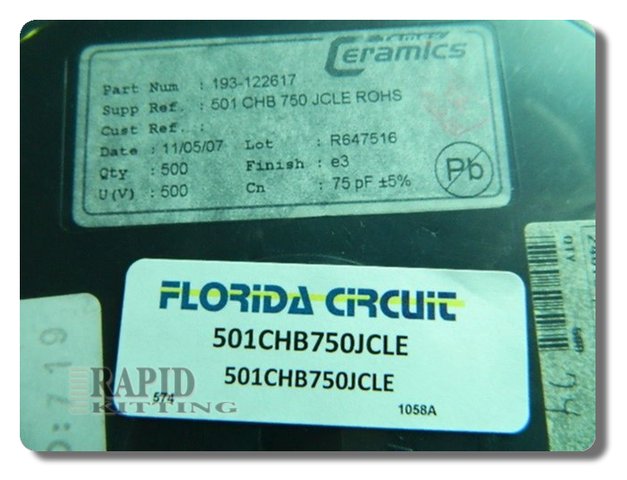 Ceramics
Part Num : 193-122617
Supp Ref. : 501 CHB 750 JCLE ROHS
Cust Ref. :
Date : 11/05/07 Lot : R647516
Qty : 500 Finish : e3
U(V) : 500 Cn : 75 pF ±5%
Pb
QTY
FLORIDA CIRCUIT
501CHB750JCLE
501CHB750JCLE
574 1058A
RAPID
KITTING
719